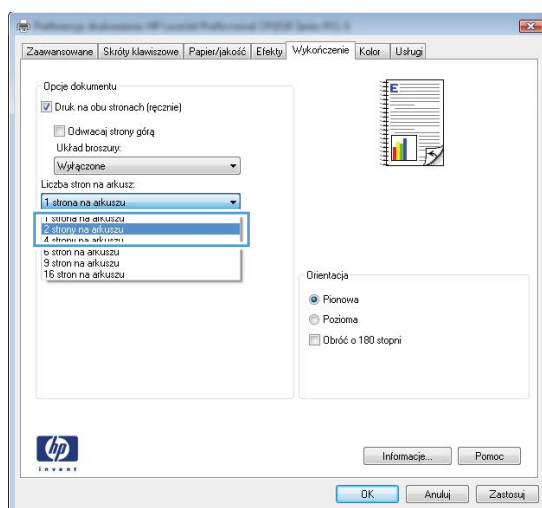 Zaawansowane Skróty klawiszowe Papier/jakość Efekty Wykończenie Kolor Usługi
Opcje dokumentu
Druk na obu stronach (ręcznie)
Odwracaj strony górą
Układ broszury:
Wyłączone
Liczba stron na arkusz:
1 strona na arkuszu
1 strona na arkuszu
2 strony na arkuszu
4 strony na arkuszu
6 stron na arkuszu
9 stron na arkuszu
16 stron na arkuszu
E
Orientacja
Pionowa
Pozioma
Obróć o 180 stopni
hp
invent
Informacje... Pomoc
OK Anuluj Zastosuj